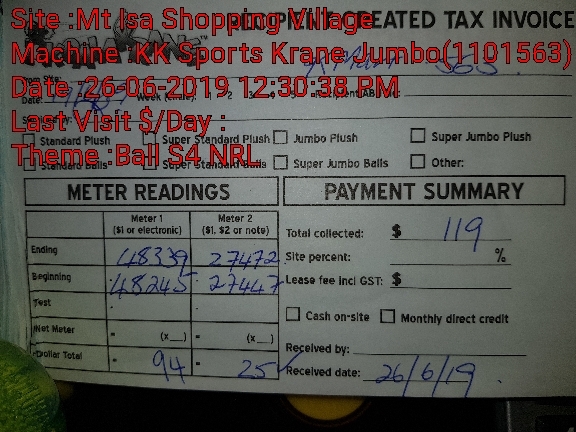 Site :Mt Isa Shopping Village
RECIPIENT CREATED TAX INVOICE
Machine :KK Sports Krane Jumbo(1101563)
Date :26-06-2019 12:30:38 PM
Last Visit $/Day :
Theme :Ball $4 NRL
Standard Plush Super Standard Plush Jumbo Plush Super Jumbo Plush
Standard Balls Super Standard Balls Super Jumbo Balls Other:
METER READINGS PAYMENT SUMMARY
Meter 1 Meter 2
($1 or electronic) ($1, $2 or note)
Total collected: $ 119
Ending 48339 27472
Site percent: %
Beginning 48245 27447
Lease fee incl GST: $
Test
Cash on-site Monthly direct credit
Net Meter = (x__) = (x__)
Received by:
Dollar Total = 94 = 25
Received date: 26/6/19